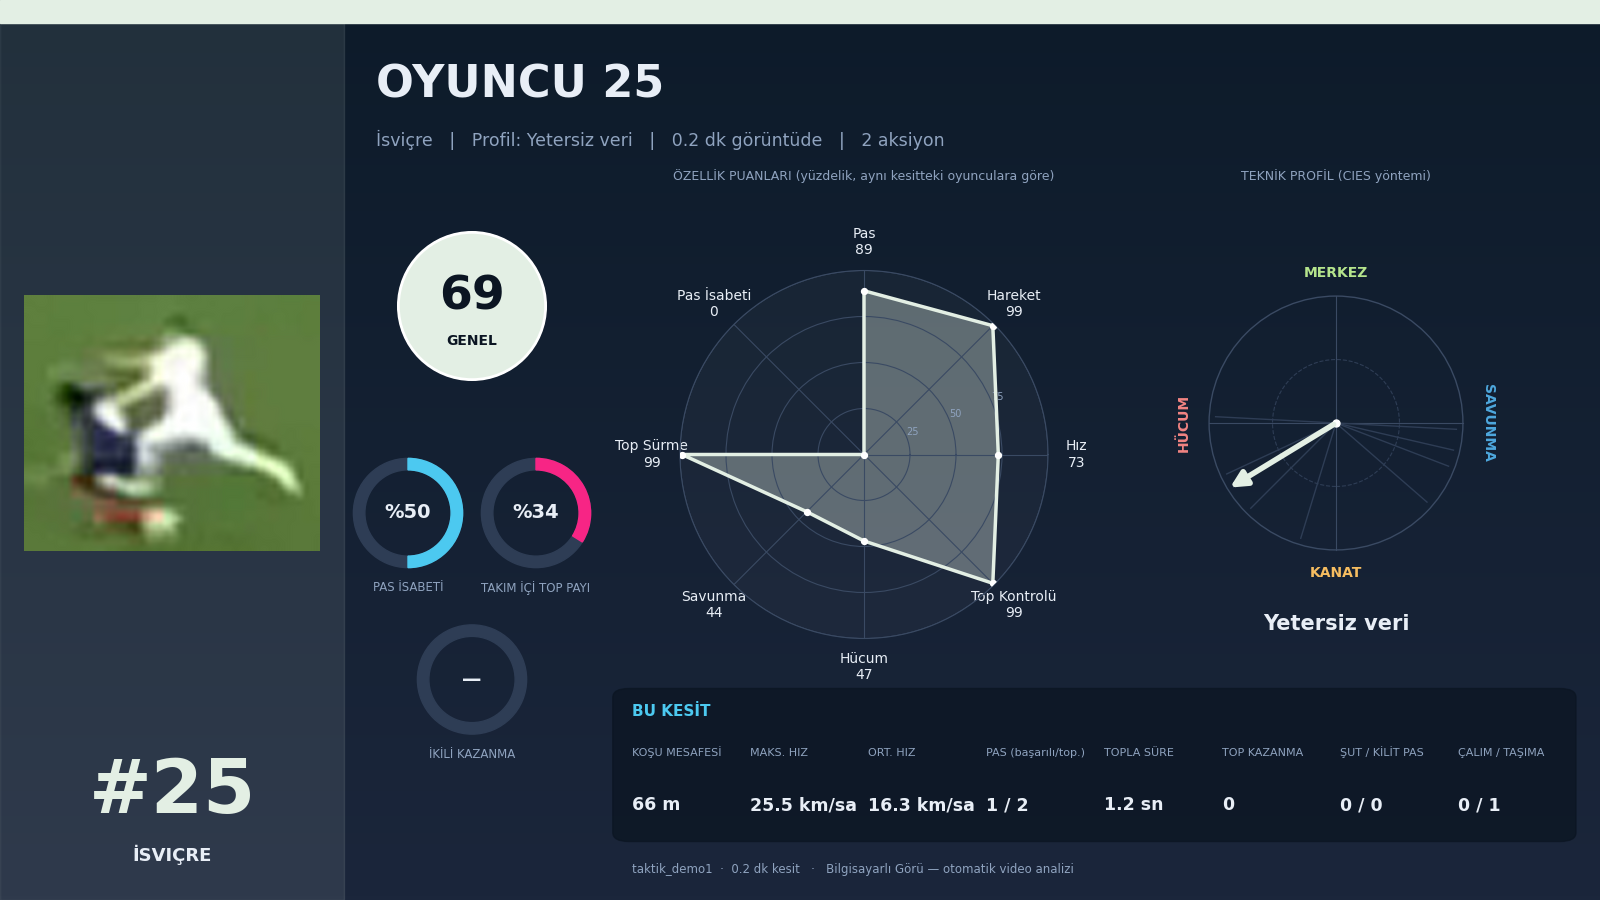 OYUNCU 25
İsviçre | Profil: Yetersiz veri | 0.2 dk görüntüde | 2 aksiyon
ÖZELLİK PUANLARI (yüzdelik, aynı kesitteki oyunculara göre)
TEKNİK PROFİL (CIES yöntemi)
69
GENEL
%50
PAS İSABETİ
%34
TAKIM İÇİ TOP PAYI
—
İKİLİ KAZANMA
Pas
89
Pas İsabeti
0
Hareket
99
Top Sürme
99
Hız
73
25
50
Savunma
44
Top Kontrolü
99
Hücum
47
MERKEZ
HÜCUM
SAVUNMA
KANAT
Yetersiz veri
BU KESİT
KOŞU MESAFESİ MAKS. HIZ ORT. HIZ PAS (başarılı/top.) TOPLA SÜRE TOP KAZANMA ŞUT / KİLİT PAS ÇALIM / TAŞIMA
66 m 25.5 km/sa 16.3 km/sa 1 / 2 1.2 sn 0 0 / 0 0 / 1
taktik_demo1 · 0.2 dk kesit · Bilgisayarlı Görü — otomatik video analizi
#25
İSVİÇRE